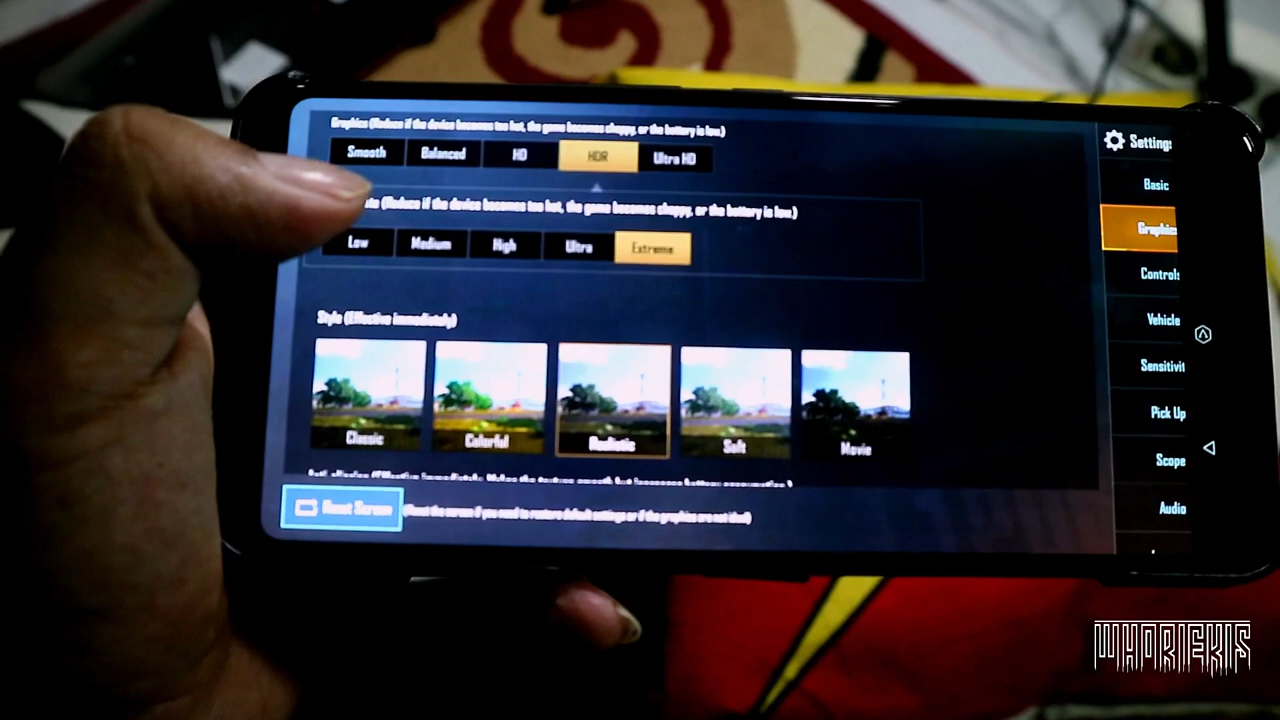 Graphics (Reduce if the device becomes too hot, the game becomes choppy, or the battery is low.)
Smooth Balanced HD HDR Ultra HD
(Reduce if the device becomes too hot, the game becomes choppy, or the battery is low.)
Low Medium High Ultra Extreme
Style (Effective immediately)
Classic Colorful Realistic Soft Movie
Reset Screen (Reset the screen if you need to restore default settings or if the graphics are not ideal)
Settings
Basic
Graphics
Controls
Vehicle
Sensitivit
Pick Up
Scope
Audio
WHORIEKIS